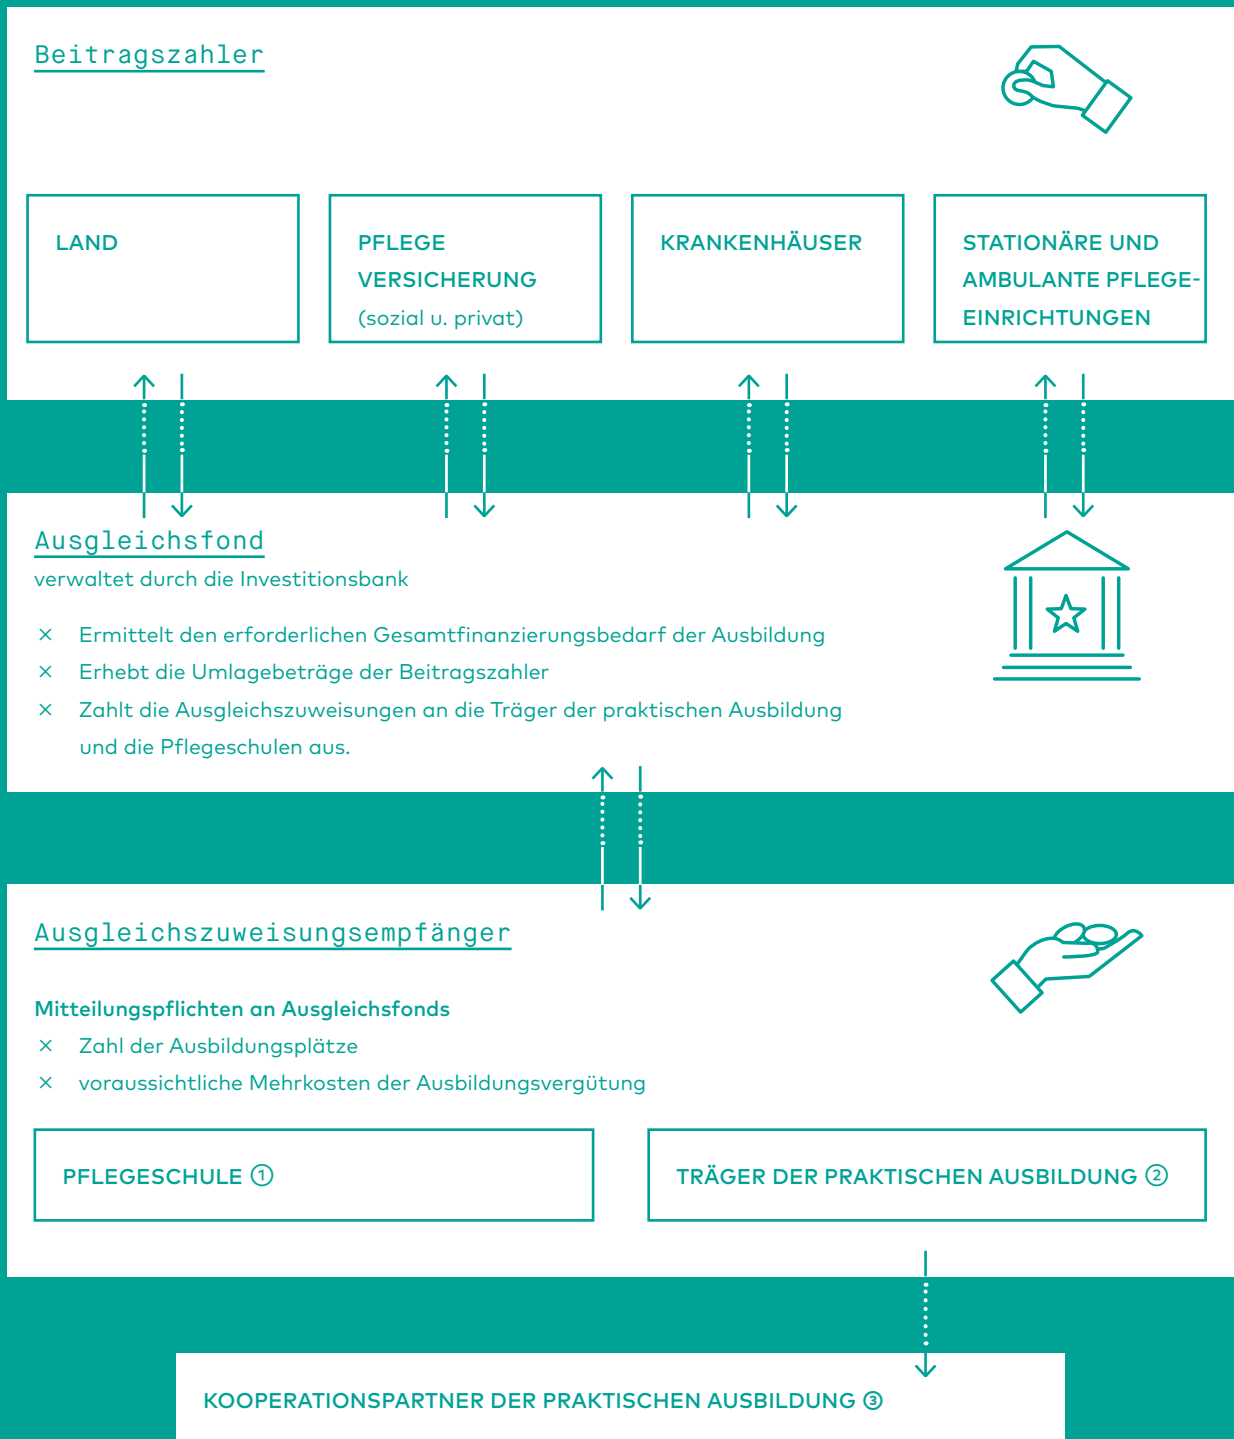 Beitragszahler
LAND
PFLEGE
VERSICHERUNG
(sozial u. privat)
KRANKENHÄUSER
STATIONÄRE UND
AMBULANTE PFLEGE-
EINRICHTUNGEN
Ausgleichsfond
verwaltet durch die Investitionsbank
× Ermittelt den erforderlichen Gesamtfinanzierungsbedarf der Ausbildung
× Erhebt die Umlagebeträge der Beitragszahler
× Zahlt die Ausgleichszuweisungen an die Träger der praktischen Ausbildung
und die Pflegeschulen aus.
Ausgleichszuweisungsempfänger
Mitteilungspflichten an Ausgleichsfonds
× Zahl der Ausbildungsplätze
× voraussichtliche Mehrkosten der Ausbildungsvergütung
PFLEGESCHULE ①
TRÄGER DER PRAKTISCHEN AUSBILDUNG ②
KOOPERATIONSPARTNER DER PRAKTISCHEN AUSBILDUNG ③